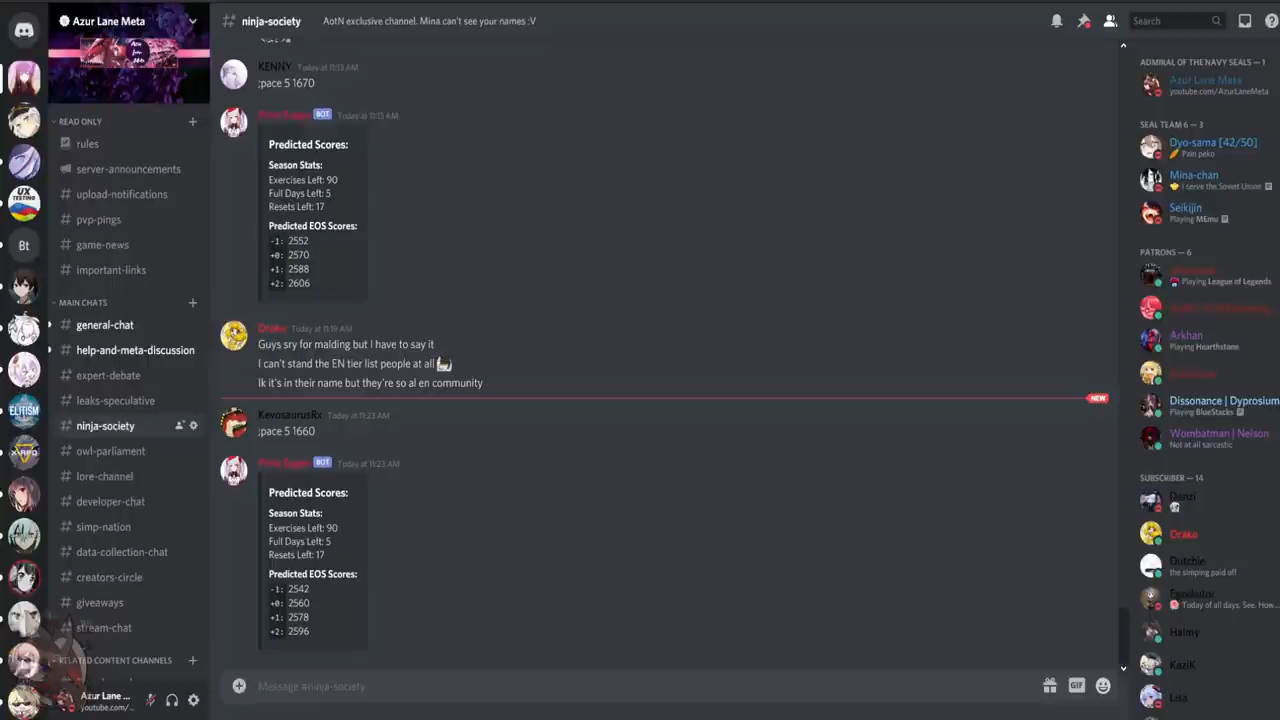 Azur Lane Meta
READ ONLY
rules
server-announcements
upload-notifications
pvp-pings
game-news
important-links
MAIN CHATS
general-chat
help-and-meta-discussion
expert-debate
leaks-speculative
ninja-society
owl-parliament
lore-channel
developer-chat
simp-nation
data-collection-chat
creators-circle
giveaways
stream-chat
RELATED CONTENT CHANNELS
Azur Lane ...
youtube.com/...
UX
TESTING
Bt
ELITISM
# ninja-society AotN exclusive channel. Mina can't see your names :V
Search
KENNY Today at 11:13 AM
;pace 5 1670
BOT Today at 11:13 AM
Predicted Scores:
Season Stats:
Exercises Left: 90
Full Days Left: 5
Resets Left: 17
Predicted EOS Scores:
-1: 2552
+0: 2570
+1: 2588
+2: 2606
Drake Today at 11:19 AM
Guys sry for malding but I have to say it
I can't stand the EN tier list people at all
Ik it's in their name but they're so al en community
NEW
KevosaurusRx Today at 11:23 AM
;pace 5 1660
BOT Today at 11:23 AM
Predicted Scores:
Season Stats:
Exercises Left: 90
Full Days Left: 5
Resets Left: 17
Predicted EOS Scores:
-1: 2542
+0: 2560
+1: 2578
+2: 2596
Message #ninja-society
GIF
ADMIRAL OF THE NAVY SEALS — 1
Azur Lane Meta
youtube.com/AzurLaneMeta
SEAL TEAM 6 — 3
Dyo-sama [42/50]
Pain peko
Mina-chan
I serve the Soviet Union
Seikijin
Playing MEmu
PATRONS — 6
Playing League of Legends
Arkhan
Playing Hearthstone
Dissonance | Dyprosium
Playing BlueStacks
Wombatman | Nelson
Not at all sarcastic
SUBSCRIBER — 14
Danzi
Drake
Dutchie
the simping paid off
Today of all days. See. How...
Halmy
KaziK
Lisa